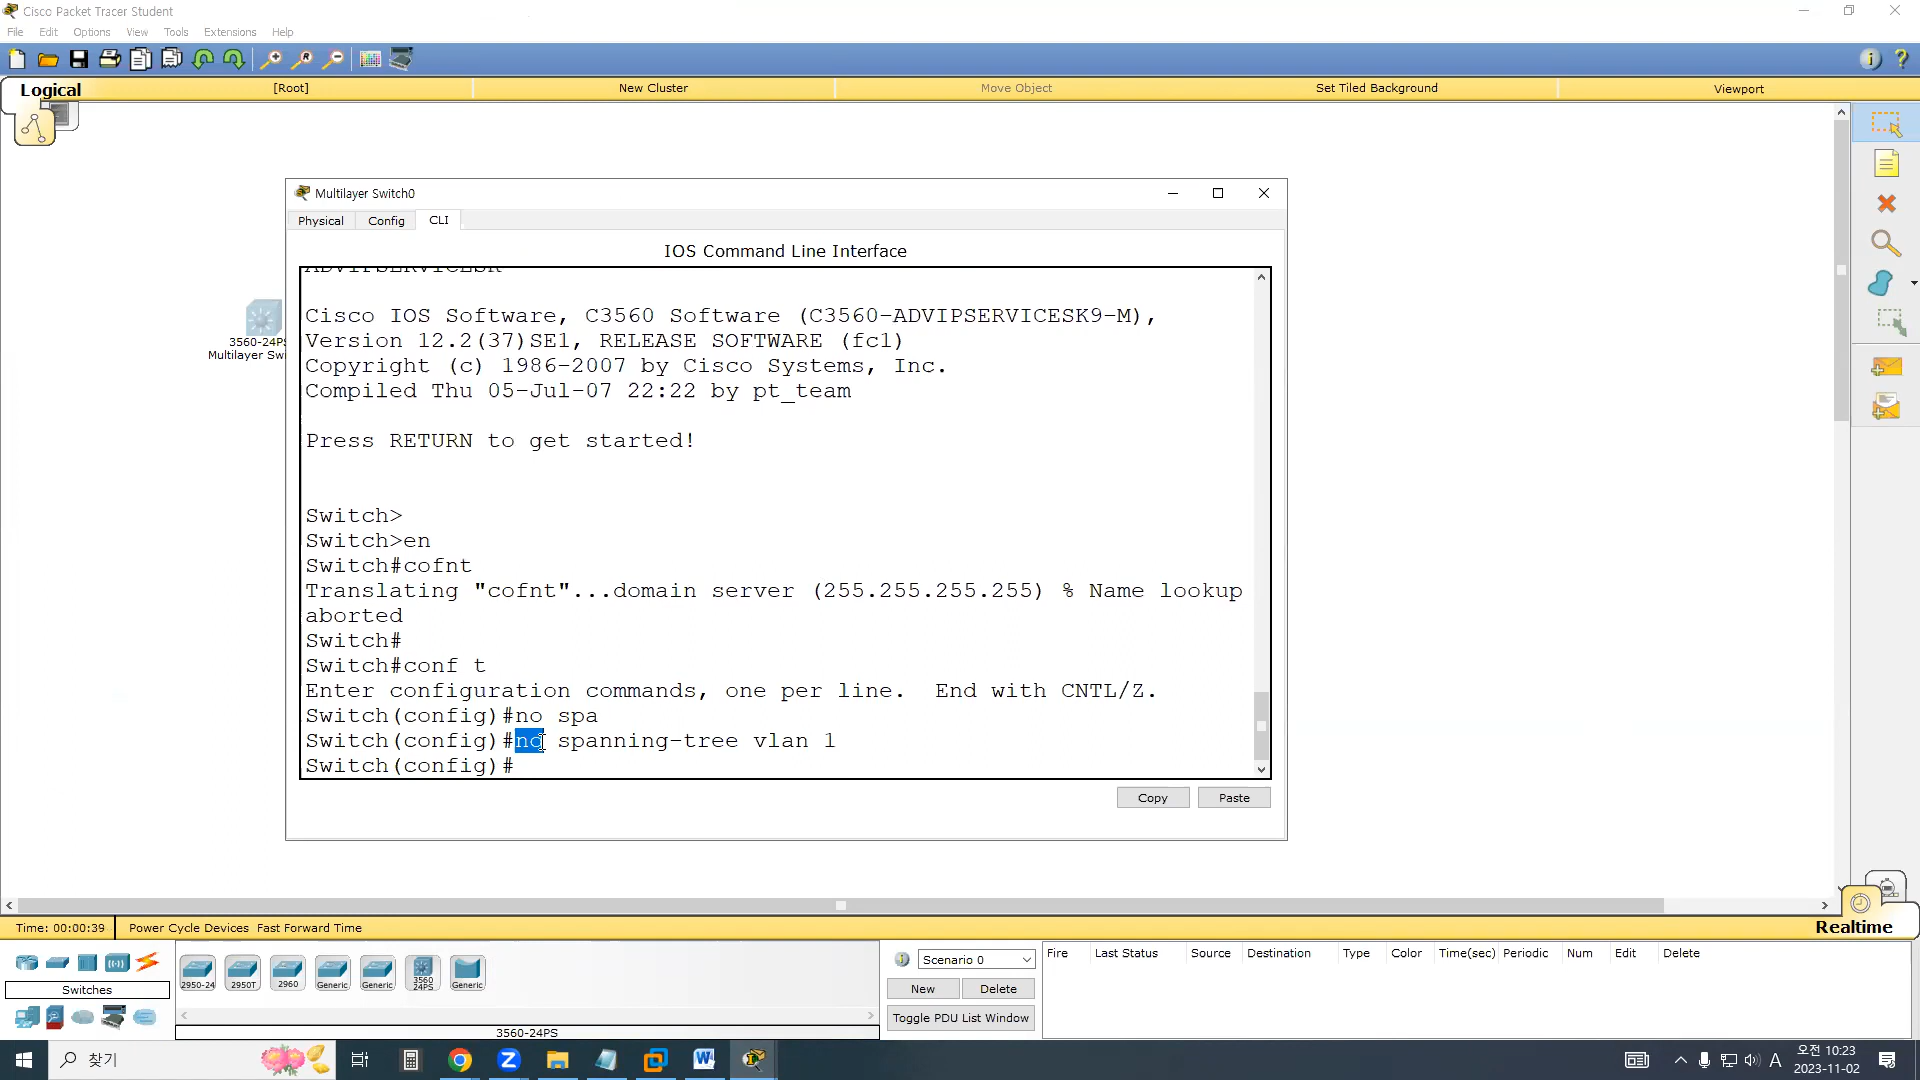 Cisco Packet Tracer Student
File Edit Options View Tools Extensions Help
Logical [Root] New Cluster Move Object Set Tiled Background Viewport
3560-24PS
Multilayer Sw
Multilayer Switch0
Physical Config CLI
IOS Command Line Interface
ADVIPSERVICESK
Cisco IOS Software, C3560 Software (C3560-ADVIPSERVICESK9-M),
Version 12.2(37)SE1, RELEASE SOFTWARE (fc1)
Copyright (c) 1986-2007 by Cisco Systems, Inc.
Compiled Thu 05-Jul-07 22:22 by pt_team
Press RETURN to get started!
Switch>
Switch>en
Switch#cofnt
Translating "cofnt"...domain server (255.255.255.255) % Name lookup
aborted
Switch#
Switch#conf t
Enter configuration commands, one per line.  End with CNTL/Z.
Switch(config)#no spa
Switch(config)#no spanning-tree vlan 1
Switch(config)#
Copy Paste
Time: 00:00:39 Power Cycle Devices Fast Forward Time
Realtime
Switches
2950-24 2950T 2960 Generic Generic 3560 24PS Generic
3560-24PS
Scenario 0
New Delete
Toggle PDU List Window
Fire Last Status Source Destination Type Color Time(sec) Periodic Num Edit Delete
찾기
A
오전 10:23
2023-11-02